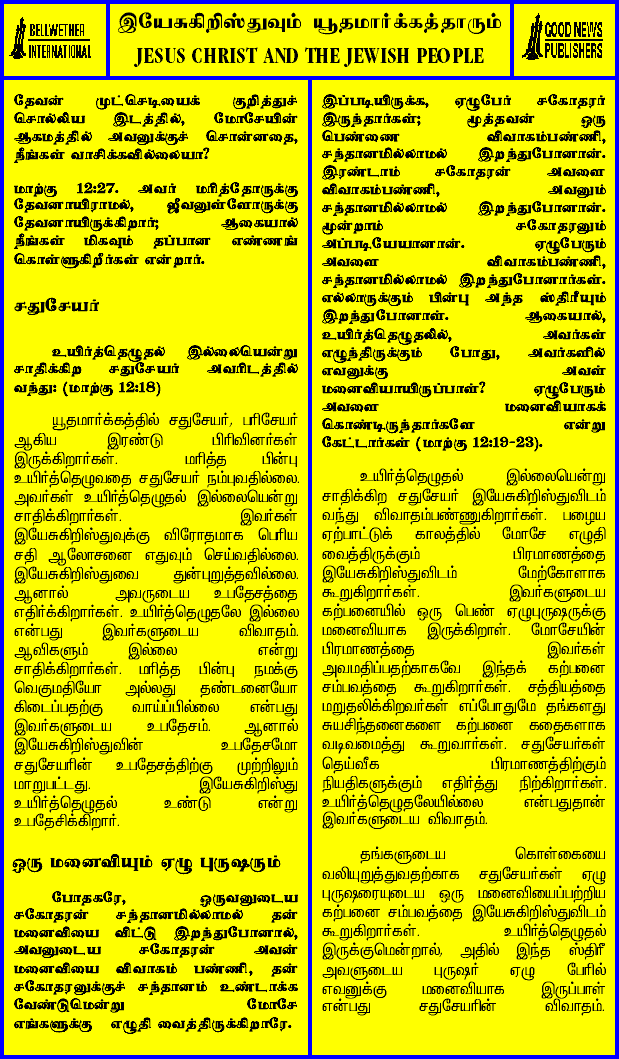 BELLWETHER
INTERNATIONAL
இயேசுகிறிஸ்துவும் யூதமார்க்கத்தாரும்
JESUS CHRIST AND THE JEWISH PEOPLE
GOOD NEWS
PUBLISHERS
தேவன் முட்செடியைக் குறித்துச்
சொல்லிய இடத்தில், மோசேயின்
ஆகமத்தில் அவனுக்குச் சொன்னதை,
நீங்கள் வாசிக்கவில்லையா?
மாற்கு 12:27. அவர் மரித்தோருக்கு
தேவனாயிராமல், ஜீவனுள்ளோருக்கு
தேவனாயிருக்கிறார்; ஆகையால்
நீங்கள் மிகவும் தப்பான எண்ணங்
கொள்ளுகிறீர்கள் என்றார்.
சதுசேயர்
உயிர்த்தெழுதல் இல்லையென்று
சாதிக்கிற சதுசேயர் அவரிடத்தில்
வந்து: (மாற்கு 12:18)
யூதமார்க்கத்தில் சதுசேயர், பரிசேயர்
ஆகிய இரண்டு பிரிவினர்கள்
இருக்கிறார்கள். மரித்த பின்பு
உயிர்த்தெழுவதை சதுசேயர் நம்புவதில்லை.
அவர்கள் உயிர்த்தெழுதல் இல்லையென்று
சாதிக்கிறார்கள். இவர்கள்
இயேசுகிறிஸ்துவுக்கு விரோதமாக பெரிய
சதி ஆலோசனை எதுவும் செய்வதில்லை.
இயேசுகிறிஸ்துவை துன்புறுத்தவில்லை.
ஆனால் அவருடைய உபதேசத்தை
எதிர்க்கிறார்கள். உயிர்த்தெழுதலே இல்லை
என்பது இவர்களுடைய விவாதம்.
ஆவிகளும் இல்லை என்று
சாதிக்கிறார்கள். மரித்த பின்பு நமக்கு
வெகுமதியோ அல்லது தண்டனையோ
கிடைப்பதற்கு வாய்ப்பில்லை என்பது
இவர்களுடைய உபதேசம். ஆனால்
இயேசுகிறிஸ்துவின் உபதேசமோ
சதுசேயரின் உபதேசத்திற்கு முற்றிலும்
மாறுபட்டது. இயேசுகிறிஸ்து
உயிர்த்தெழுதல் உண்டு என்று
உபதேசிக்கிறார்.
ஒரு மனைவியும் ஏழு புருஷரும்
போதகரே, ஒருவனுடைய
சகோதரன் சந்தானமில்லாமல் தன்
மனைவியை விட்டு இறந்துபோனால்,
அவனுடைய சகோதரன் அவன்
மனைவியை விவாகம் பண்ணி, தன்
சகோதரனுக்குச் சந்தானம் உண்டாக்க
வேண்டுமென்று மோசே
எங்களுக்கு எழுதி வைத்திருக்கிறாரே.
இப்படியிருக்க, ஏழுபேர் சகோதரர்
இருந்தார்கள்; மூத்தவன் ஒரு
பெண்ணை விவாகம்பண்ணி,
சந்தானமில்லாமல் இறந்துபோனான்.
இரண்டாம் சகோதரன் அவளை
விவாகம்பண்ணி, அவனும்
சந்தானமில்லாமல் இறந்துபோனான்.
மூன்றாம் சகோதரனும்
அப்படியேயானான். ஏழுபேரும்
அவளை விவாகம்பண்ணி,
சந்தானமில்லாமல் இறந்துபோனார்கள்.
எல்லாருக்கும் பின்பு அந்த ஸ்திரீயும்
இறந்துபோனாள். ஆகையால்,
உயிர்த்தெழுதலில், அவர்கள்
எழுந்திருக்கும் போது, அவர்களில்
எவனுக்கு அவள்
மனைவியாயிருப்பாள்? ஏழுபேரும்
அவளை மனைவியாகக்
கொண்டிருந்தார்களே என்று
கேட்டார்கள் (மாற்கு 12:19-23).
உயிர்த்தெழுதல் இல்லையென்று
சாதிக்கிற சதுசேயர் இயேசுகிறிஸ்துவிடம்
வந்து விவாதம்பண்ணுகிறார்கள். பழைய
ஏற்பாட்டுக் காலத்தில் மோசே எழுதி
வைத்திருக்கும் பிரமாணத்தை
இயேசுகிறிஸ்துவிடம் மேற்கோளாக
கூறுகிறார்கள். இவர்களுடைய
கற்பனையில் ஒரு பெண் ஏழுபுருஷருக்கு
மனைவியாக இருக்கிறாள். மோசேயின்
பிரமாணத்தை இவர்கள்
அவமதிப்பதற்காகவே இந்தக் கற்பனை
சம்பவத்தை கூறுகிறார்கள். சத்தியத்தை
மறுதலிக்கிறவர்கள் எப்போதுமே தங்களது
சுயசிந்தனைகளை கற்பனை கதைகளாக
வடிவமைத்து கூறுவார்கள். சதுசேயர்கள்
தெய்வீக பிரமாணத்திற்கும்
நியதிகளுக்கும் எதிர்த்து நிற்கிறார்கள்.
உயிர்த்தெழுதலேயில்லை என்பதுதான்
இவர்களுடைய விவாதம்.
தங்களுடைய கொள்கையை
வலியுறுத்துவதற்காக சதுசேயர்கள் ஏழு
புருஷரையுடைய ஒரு மனைவியைப்பற்றிய
கற்பனை சம்பவத்தை இயேசுகிறிஸ்துவிடம்
கூறுகிறார்கள். உயிர்த்தெழுதல்
இருக்குமென்றால், அதில் இந்த ஸ்திரீ
அவளுடைய புருஷர் ஏழு பேரில்
எவனுக்கு மனைவியாக இருப்பாள்
என்பது சதுசேயரின் விவாதம்.